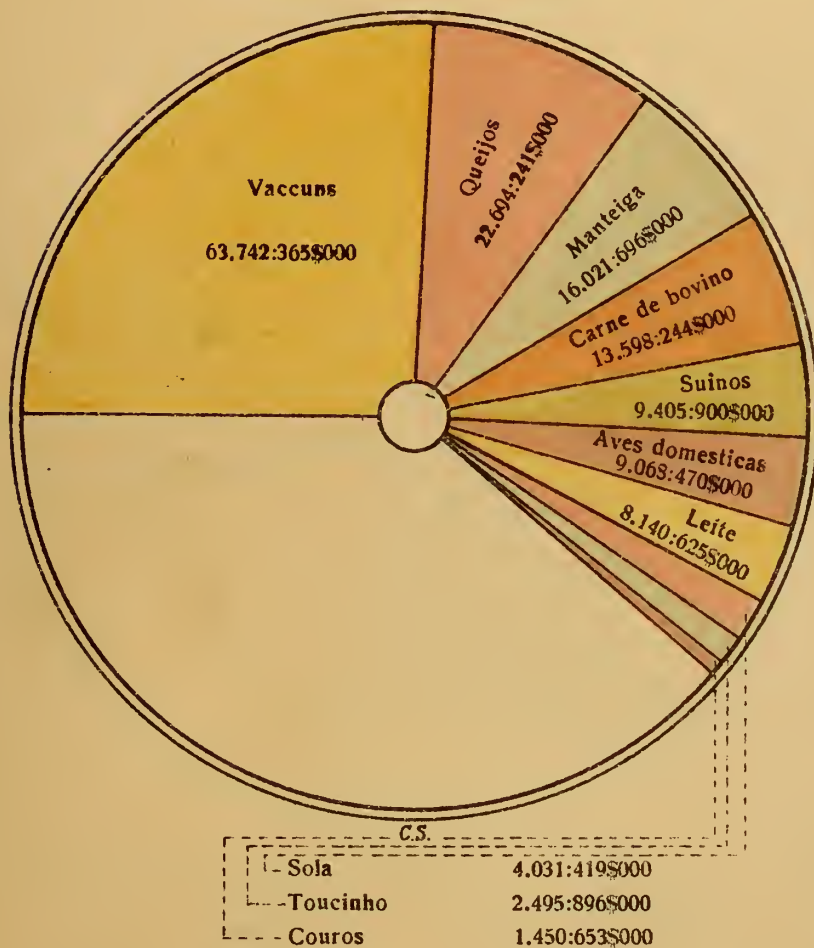 Vaccuns
63.742:365$000
Queijos
22.694:241$000
Manteiga
16.021:696$000
Carne de bovino
13.598:244$000
Suinos
9.405:900$000
Aves domesticas
9.068:470$000
Leite
8.140:625$000
C.S.
Sola 4.031:419$000
Toucinho 2.495:896$000
Couros 1.450:653$000